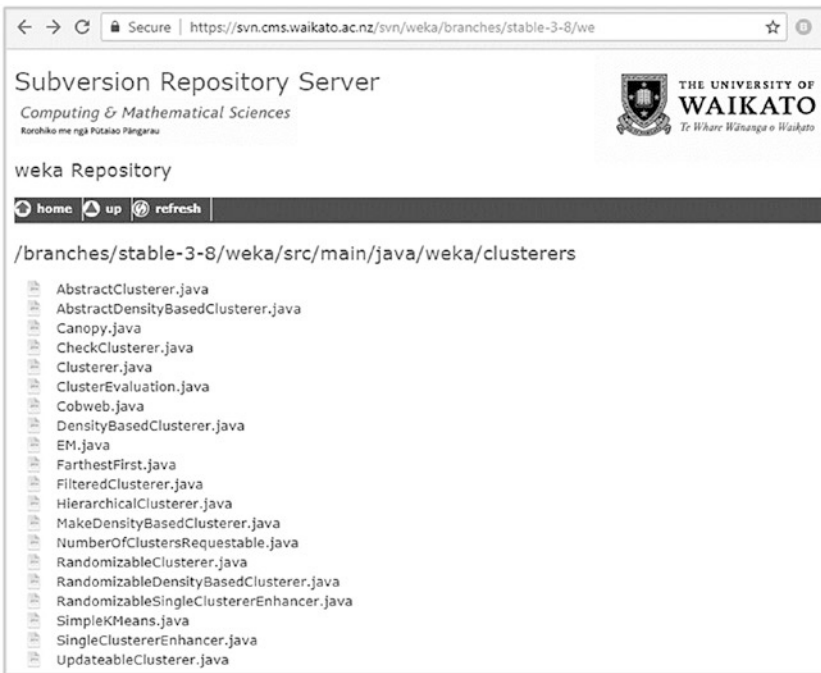 Secure | https://svn.cms.waikato.ac.nz/svn/weka/branches/stable-3-8/we
Subversion Repository Server
Computing & Mathematical Sciences
Rorohiko me ngā Pūtaiao Pāngarau
THE UNIVERSITY OF
WAIKATO
Te Whare Wānanga o Waikato
weka Repository
home up refresh
/branches/stable-3-8/weka/src/main/java/weka/clusterers
AbstractClusterer.java
AbstractDensityBasedClusterer.java
Canopy.java
CheckClusterer.java
Clusterer.java
ClusterEvaluation.java
Cobweb.java
DensityBasedClusterer.java
EM.java
FarthestFirst.java
FilteredClusterer.java
HierarchicalClusterer.java
MakeDensityBasedClusterer.java
NumberOfClustersRequestable.java
RandomizableClusterer.java
RandomizableDensityBasedClusterer.java
RandomizableSingleClustererEnhancer.java
SimpleKMeans.java
SingleClustererEnhancer.java
UpdateableClusterer.java